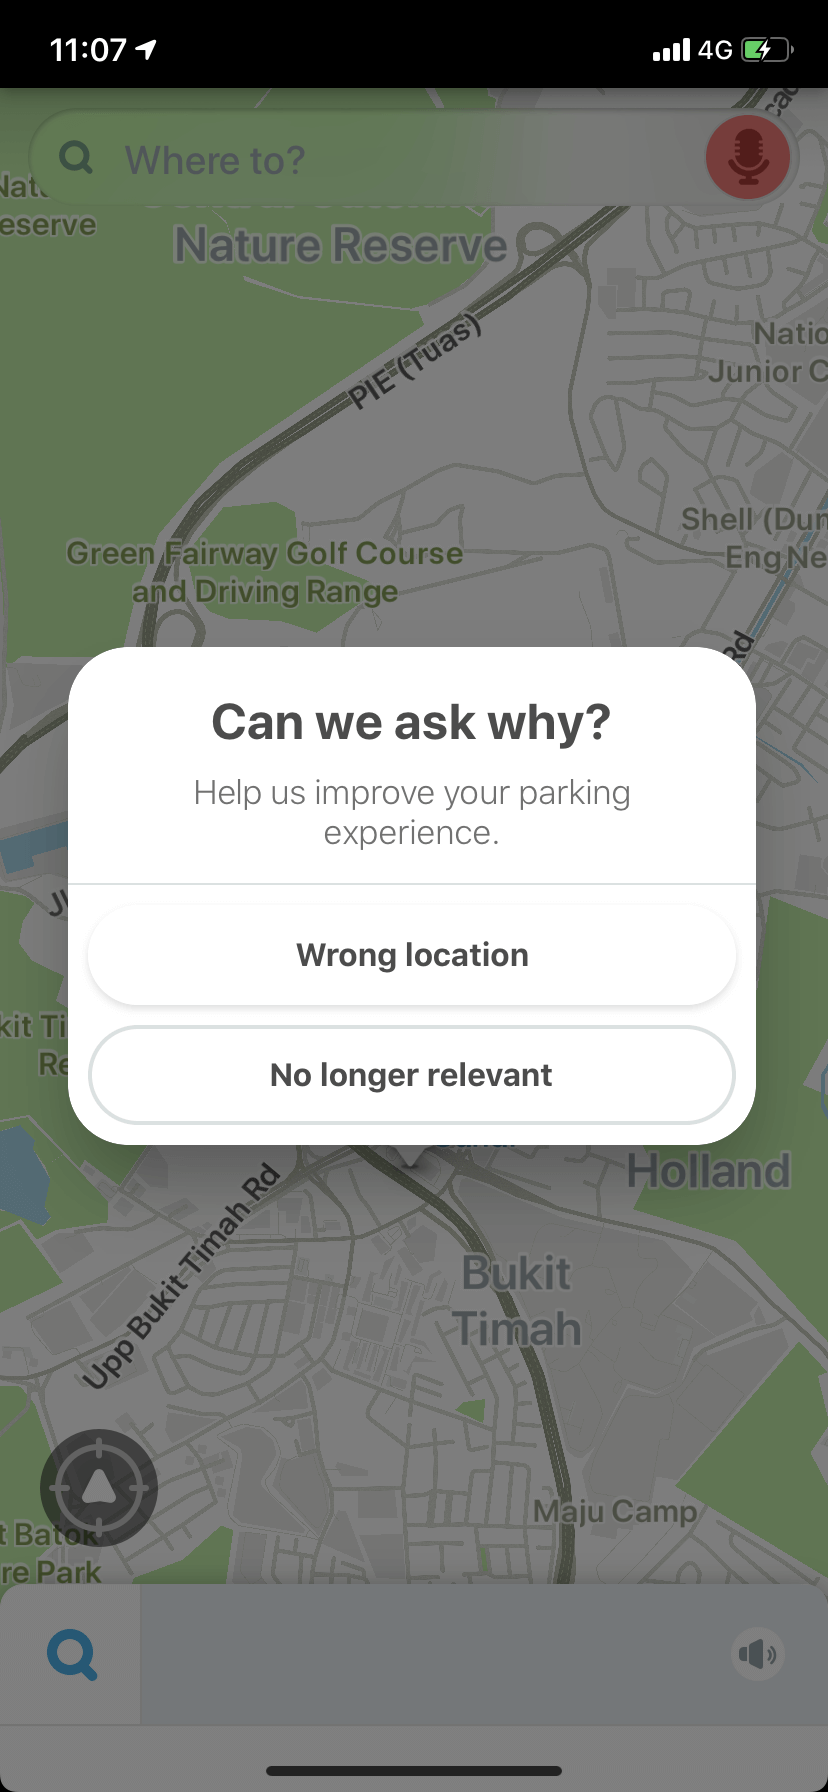 11:07
4G
Where to?
eserve
Nature Reserve
PIE (Tuas)
Junior C
Shell (Dun
Eng Ne
Green Fairway Golf Course
and Driving Range
Rd
Can we ask why?
Help us improve your parking
experience.
Wrong location
No longer relevant
Holland
Upp Bukit Timah Rd
Bukit
Timah
Maju Camp
t Batok
re Park